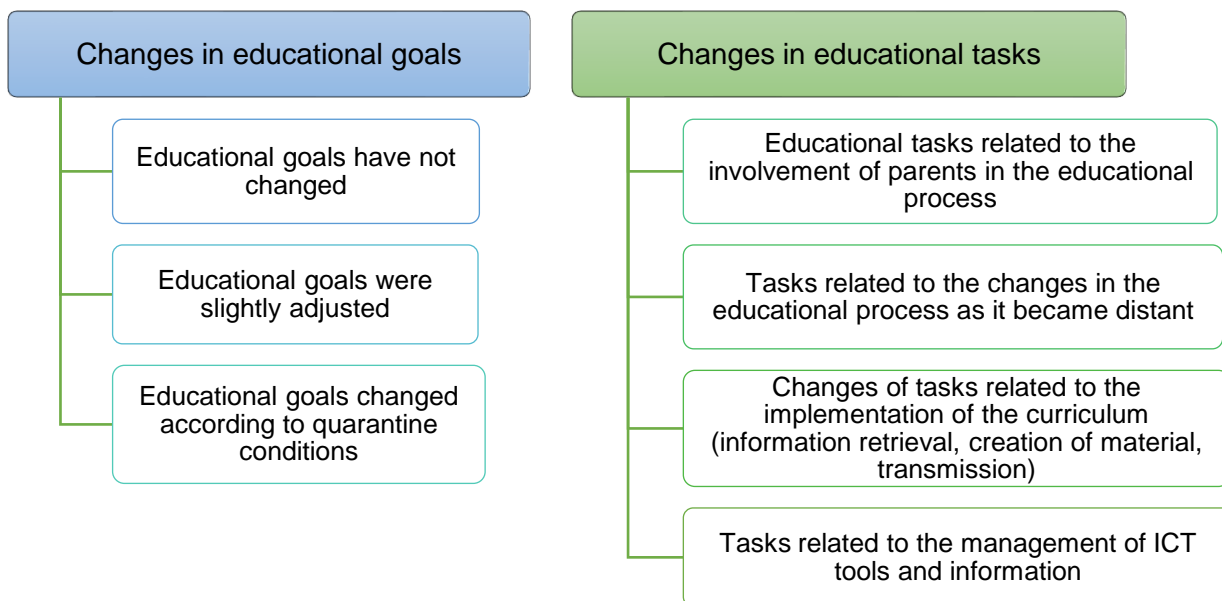 Changes in educational goals
Educational goals have not
changed
Educational goals were
slightly adjusted
Educational goals changed
according to quarantine
conditions
Changes in educational tasks
Educational tasks related to the
involvement of parents in the educational
process
Tasks related to the changes in the
educational process as it became distant
Changes of tasks related to the
implementation of the curriculum
(information retrieval, creation of material,
transmission)
Tasks related to the management of ICT
tools and information